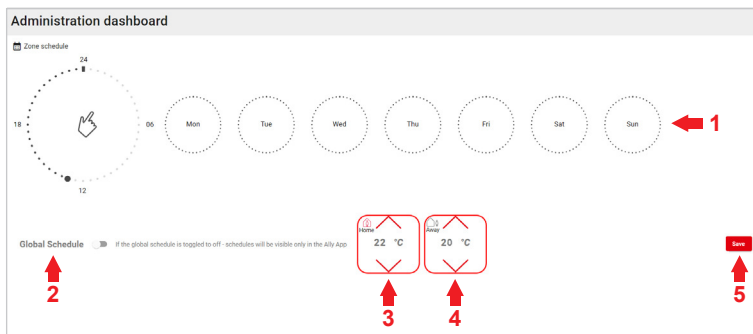 Administration dashboard
Zone schedule
24
18
06
12
Mon
Tue
Wed
Thu
Fri
Sat
Sun
1
Global Schedule
If the global schedule is toggled to off - schedules will be visible only in the Ally App
Home
22 °C
Away
20 °C
Save
2
3
4
5